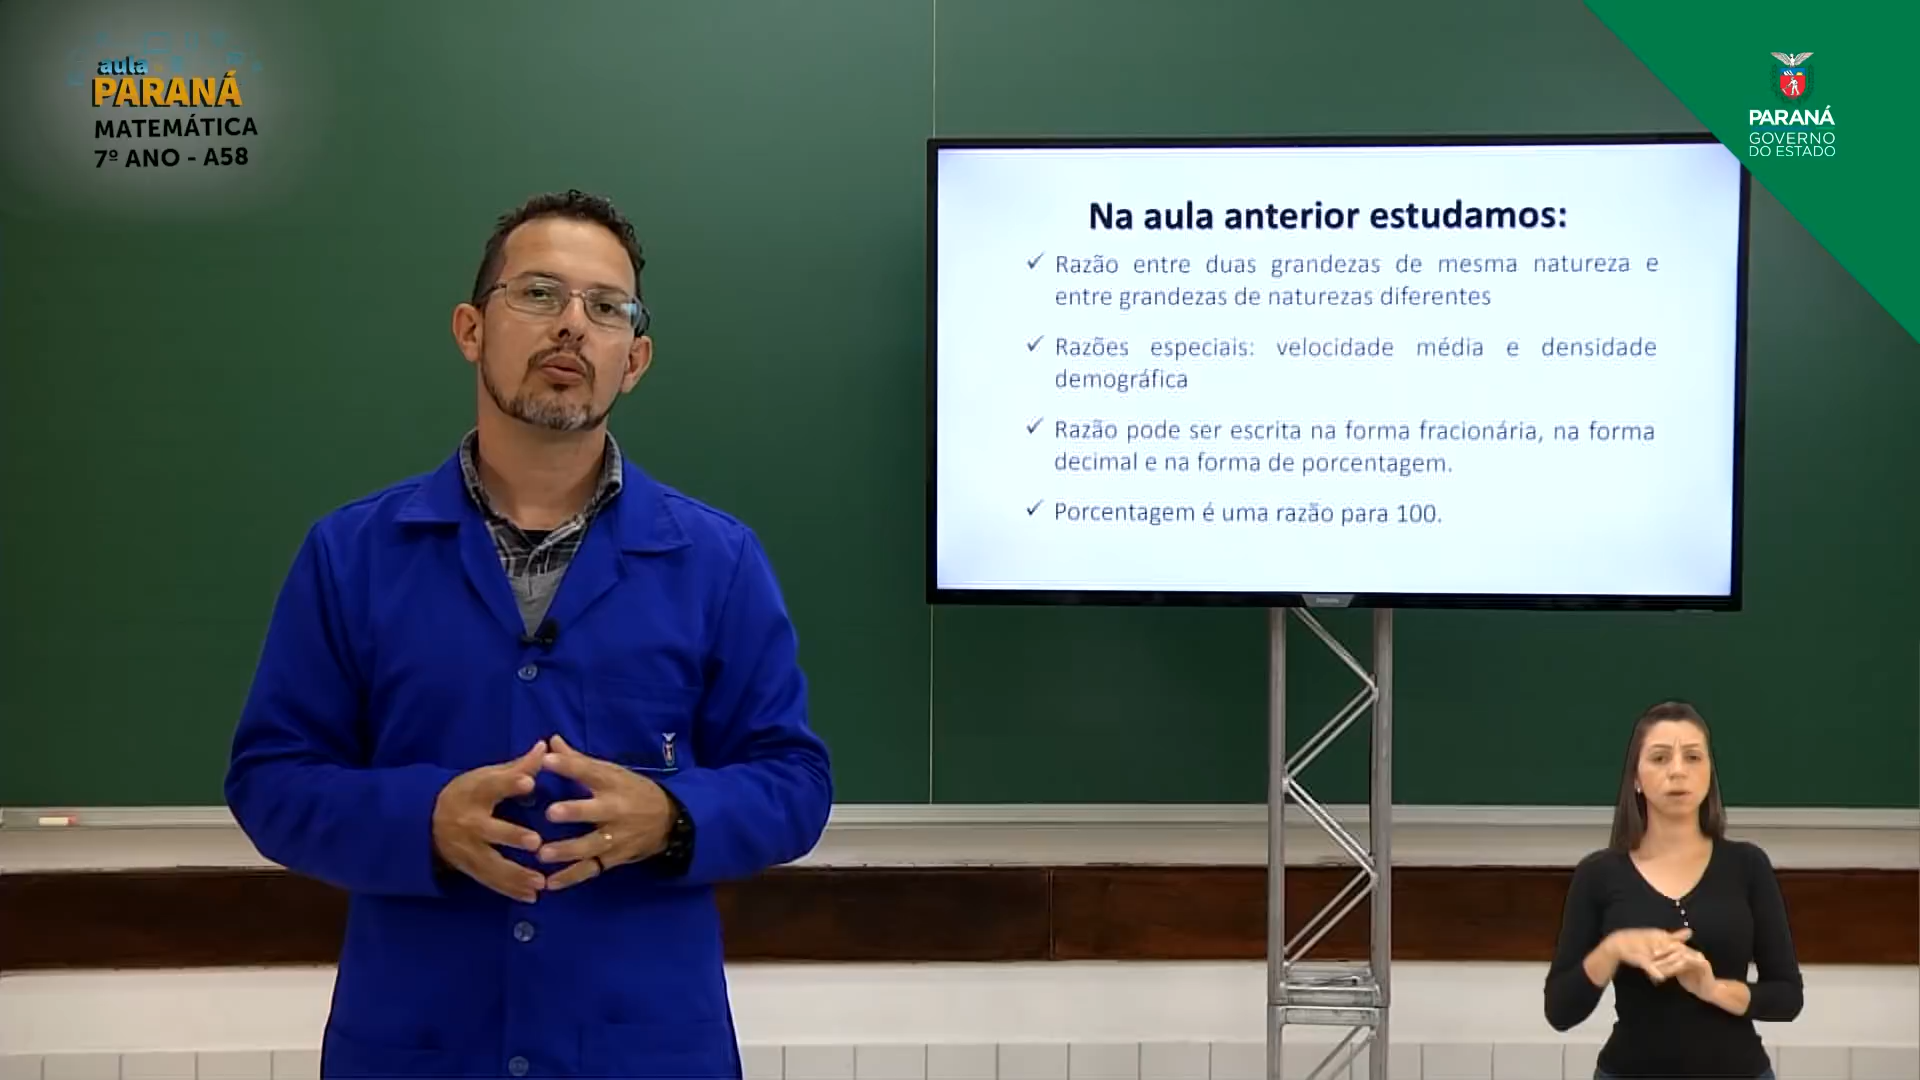 aula
PARANÁ
MATEMÁTICA
7º ANO - A58
PARANÁ
GOVERNO
DO ESTADO
Na aula anterior estudamos:
✓ Razão entre duas grandezas de mesma natureza e
entre grandezas de naturezas diferentes
✓ Razões especiais: velocidade média e densidade
demográfica
✓ Razão pode ser escrita na forma fracionária, na forma
decimal e na forma de porcentagem.
✓ Porcentagem é uma razão para 100.